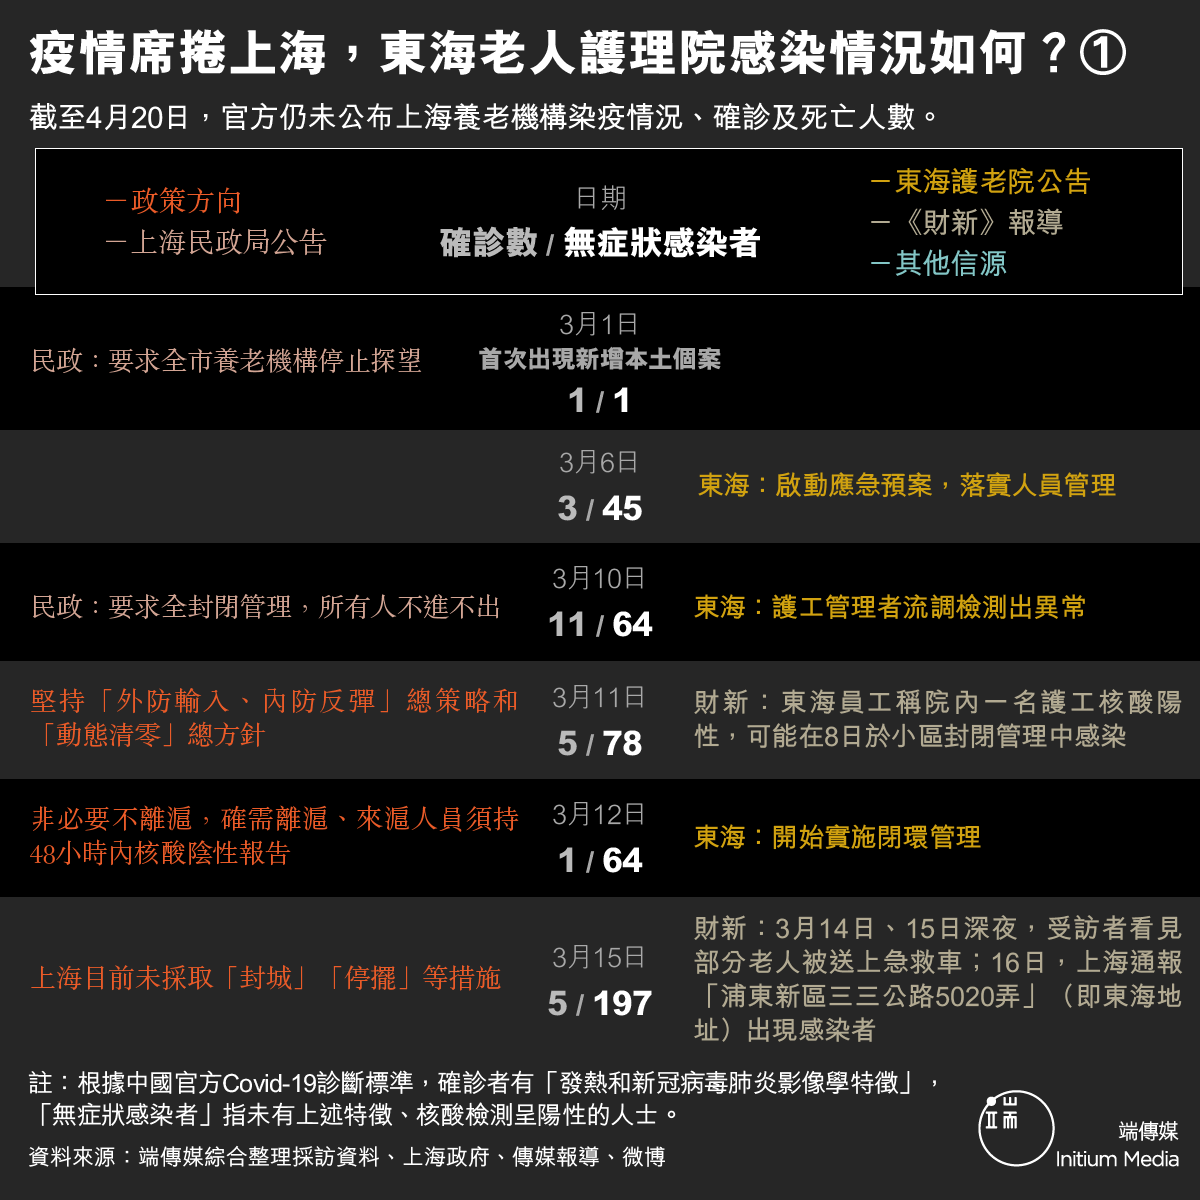 疫情席捲上海，東海老人護理院感染情況如何？①
截至4月20日，官方仍未公布上海養老機構染疫情況、確診及死亡人數。
－政策方向
－上海民政局公告
日期
確診數 / 無症狀感染者
－東海護老院公告
－《財新》報導
－其他信源
3月1日
民政：要求全市養老機構停止探望
首次出現新增本土個案
1 / 1
3月6日
3 / 45
東海：啟動應急預案，落實人員管理
3月10日
民政：要求全封閉管理，所有人不進不出
11 / 64
東海：護工管理者流調檢測出異常
堅持「外防輸入、內防反彈」總策略和
「動態清零」總方針
3月11日
5 / 78
財新：東海員工稱院內一名護工核酸陽
性，可能在8日於小區封閉管理中感染
非必要不離滬，確需離滬、來滬人員須持
48小時內核酸陰性報告
3月12日
1 / 64
東海：開始實施閉環管理
上海目前未採取「封城」「停擺」等措施
3月15日
5 / 197
財新：3月14日、15日深夜，受訪者看見
部分老人被送上急救車；16日，上海通報
「浦東新區三三公路5020弄」（即東海地
址）出現感染者
註：根據中國官方Covid-19診斷標準，確診者有「發熱和新冠病毒肺炎影像學特徵」，
「無症狀感染者」指未有上述特徵、核酸檢測呈陽性的人士。
資料來源：端傳媒綜合整理採訪資料、上海政府、傳媒報導、微博
端傳媒
Initium Media